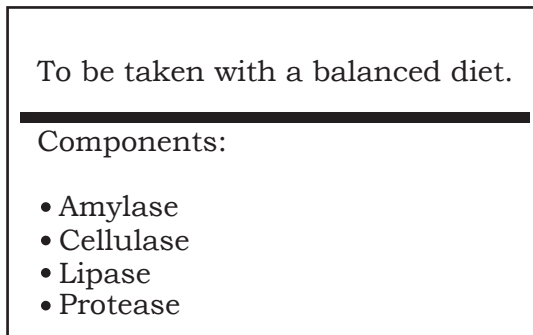 To be taken with a balanced diet.
Components:
• Amylase
• Cellulase
• Lipase
• Protease